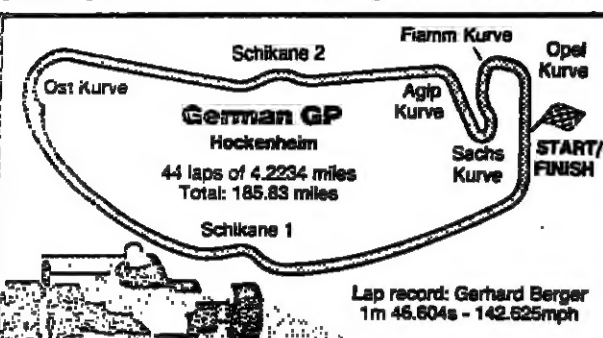 Schikane 2
Fiamm Kurve
Opel
Kurve
Ost Kurve
Agip
Kurve
German GP
Hockenheim
44 laps of 4.2234 miles
Total: 185.83 miles
Sachs
Kurve
START/
FINISH
Schikane 1
Lap record: Gerhard Berger
1m 46.604s - 142.625mph